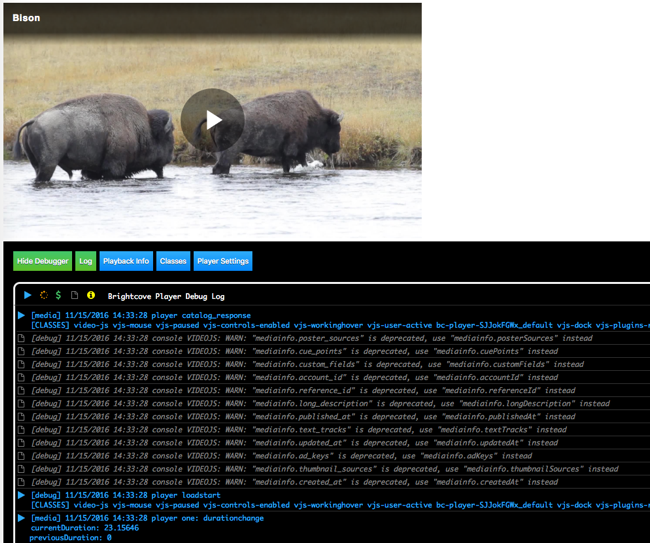 Bison
Hide Debugger Log Playback Info Classes Player Settings
$ Brightcove Player Debug Log
[media] 11/15/2016 14:33:28 player catalog_response
[CLASSES] video-js vjs-mouse vjs-paused vjs-controls-enabled vjs-workinghover vjs-user-active bc-player-SJJokFGWx_default vjs-dock vjs-plugins-
[debug] 11/15/2016 14:33:28 console VIDEOJS: WARN: "mediainfo.poster_sources" is deprecated, use "mediainfo.posterSources" instead
[debug] 11/15/2016 14:33:28 console VIDEOJS: WARN: "mediainfo.cue_points" is deprecated, use "mediainfo.cuePoints" instead
[debug] 11/15/2016 14:33:28 console VIDEOJS: WARN: "mediainfo.custom_fields" is deprecated, use "mediainfo.customFields" instead
[debug] 11/15/2016 14:33:28 console VIDEOJS: WARN: "mediainfo.account_id" is deprecated, use "mediainfo.accountId" instead
[debug] 11/15/2016 14:33:28 console VIDEOJS: WARN: "mediainfo.reference_id" is deprecated, use "mediainfo.referenceId" instead
[debug] 11/15/2016 14:33:28 console VIDEOJS: WARN: "mediainfo.long_description" is deprecated, use "mediainfo.longDescription" instead
[debug] 11/15/2016 14:33:28 console VIDEOJS: WARN: "mediainfo.published_at" is deprecated, use "mediainfo.publishedAt" instead
[debug] 11/15/2016 14:33:28 console VIDEOJS: WARN: "mediainfo.text_tracks" is deprecated, use "mediainfo.textTracks" instead
[debug] 11/15/2016 14:33:28 console VIDEOJS: WARN: "mediainfo.updated_at" is deprecated, use "mediainfo.updatedAt" instead
[debug] 11/15/2016 14:33:28 console VIDEOJS: WARN: "mediainfo.ad_keys" is deprecated, use "mediainfo.adKeys" instead
[debug] 11/15/2016 14:33:28 console VIDEOJS: WARN: "mediainfo.thumbnail_sources" is deprecated, use "mediainfo.thumbnailSources" instead
[debug] 11/15/2016 14:33:28 console VIDEOJS: WARN: "mediainfo.created_at" is deprecated, use "mediainfo.createdAt" instead
[debug] 11/15/2016 14:33:28 player loadstart
[CLASSES] video-js vjs-mouse vjs-paused vjs-controls-enabled vjs-workinghover vjs-user-active bc-player-SJJokFGWx_default vjs-dock vjs-plugins-
[media] 11/15/2016 14:33:28 player one: durationchange
currentDuration: 23.15646
previousDuration: 0